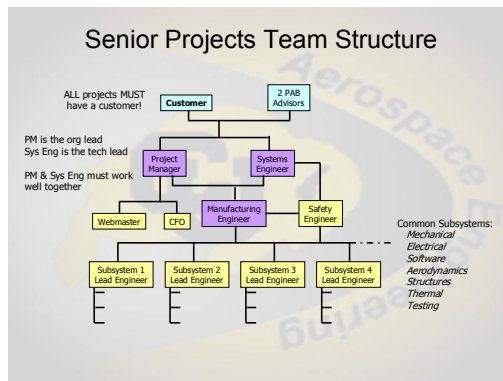 Senior Projects Team Structure
ALL projects MUST
have a customer!
Customer
2 PAB
Advisors
PM is the org lead
Sys Eng is the tech lead
PM & Sys Eng must work
well together
Project
Manager
Systems
Engineer
Webmaster
CFO
Manufacturing
Engineer
Safety
Engineer
Common Subsystems:
Mechanical
Electrical
Software
Aerodynamics
Structures
Thermal
Testing
Subsystem 1
Lead Engineer
Subsystem 2
Lead Engineer
Subsystem 3
Lead Engineer
Subsystem 4
Lead Engineer
Aerospace Engineering